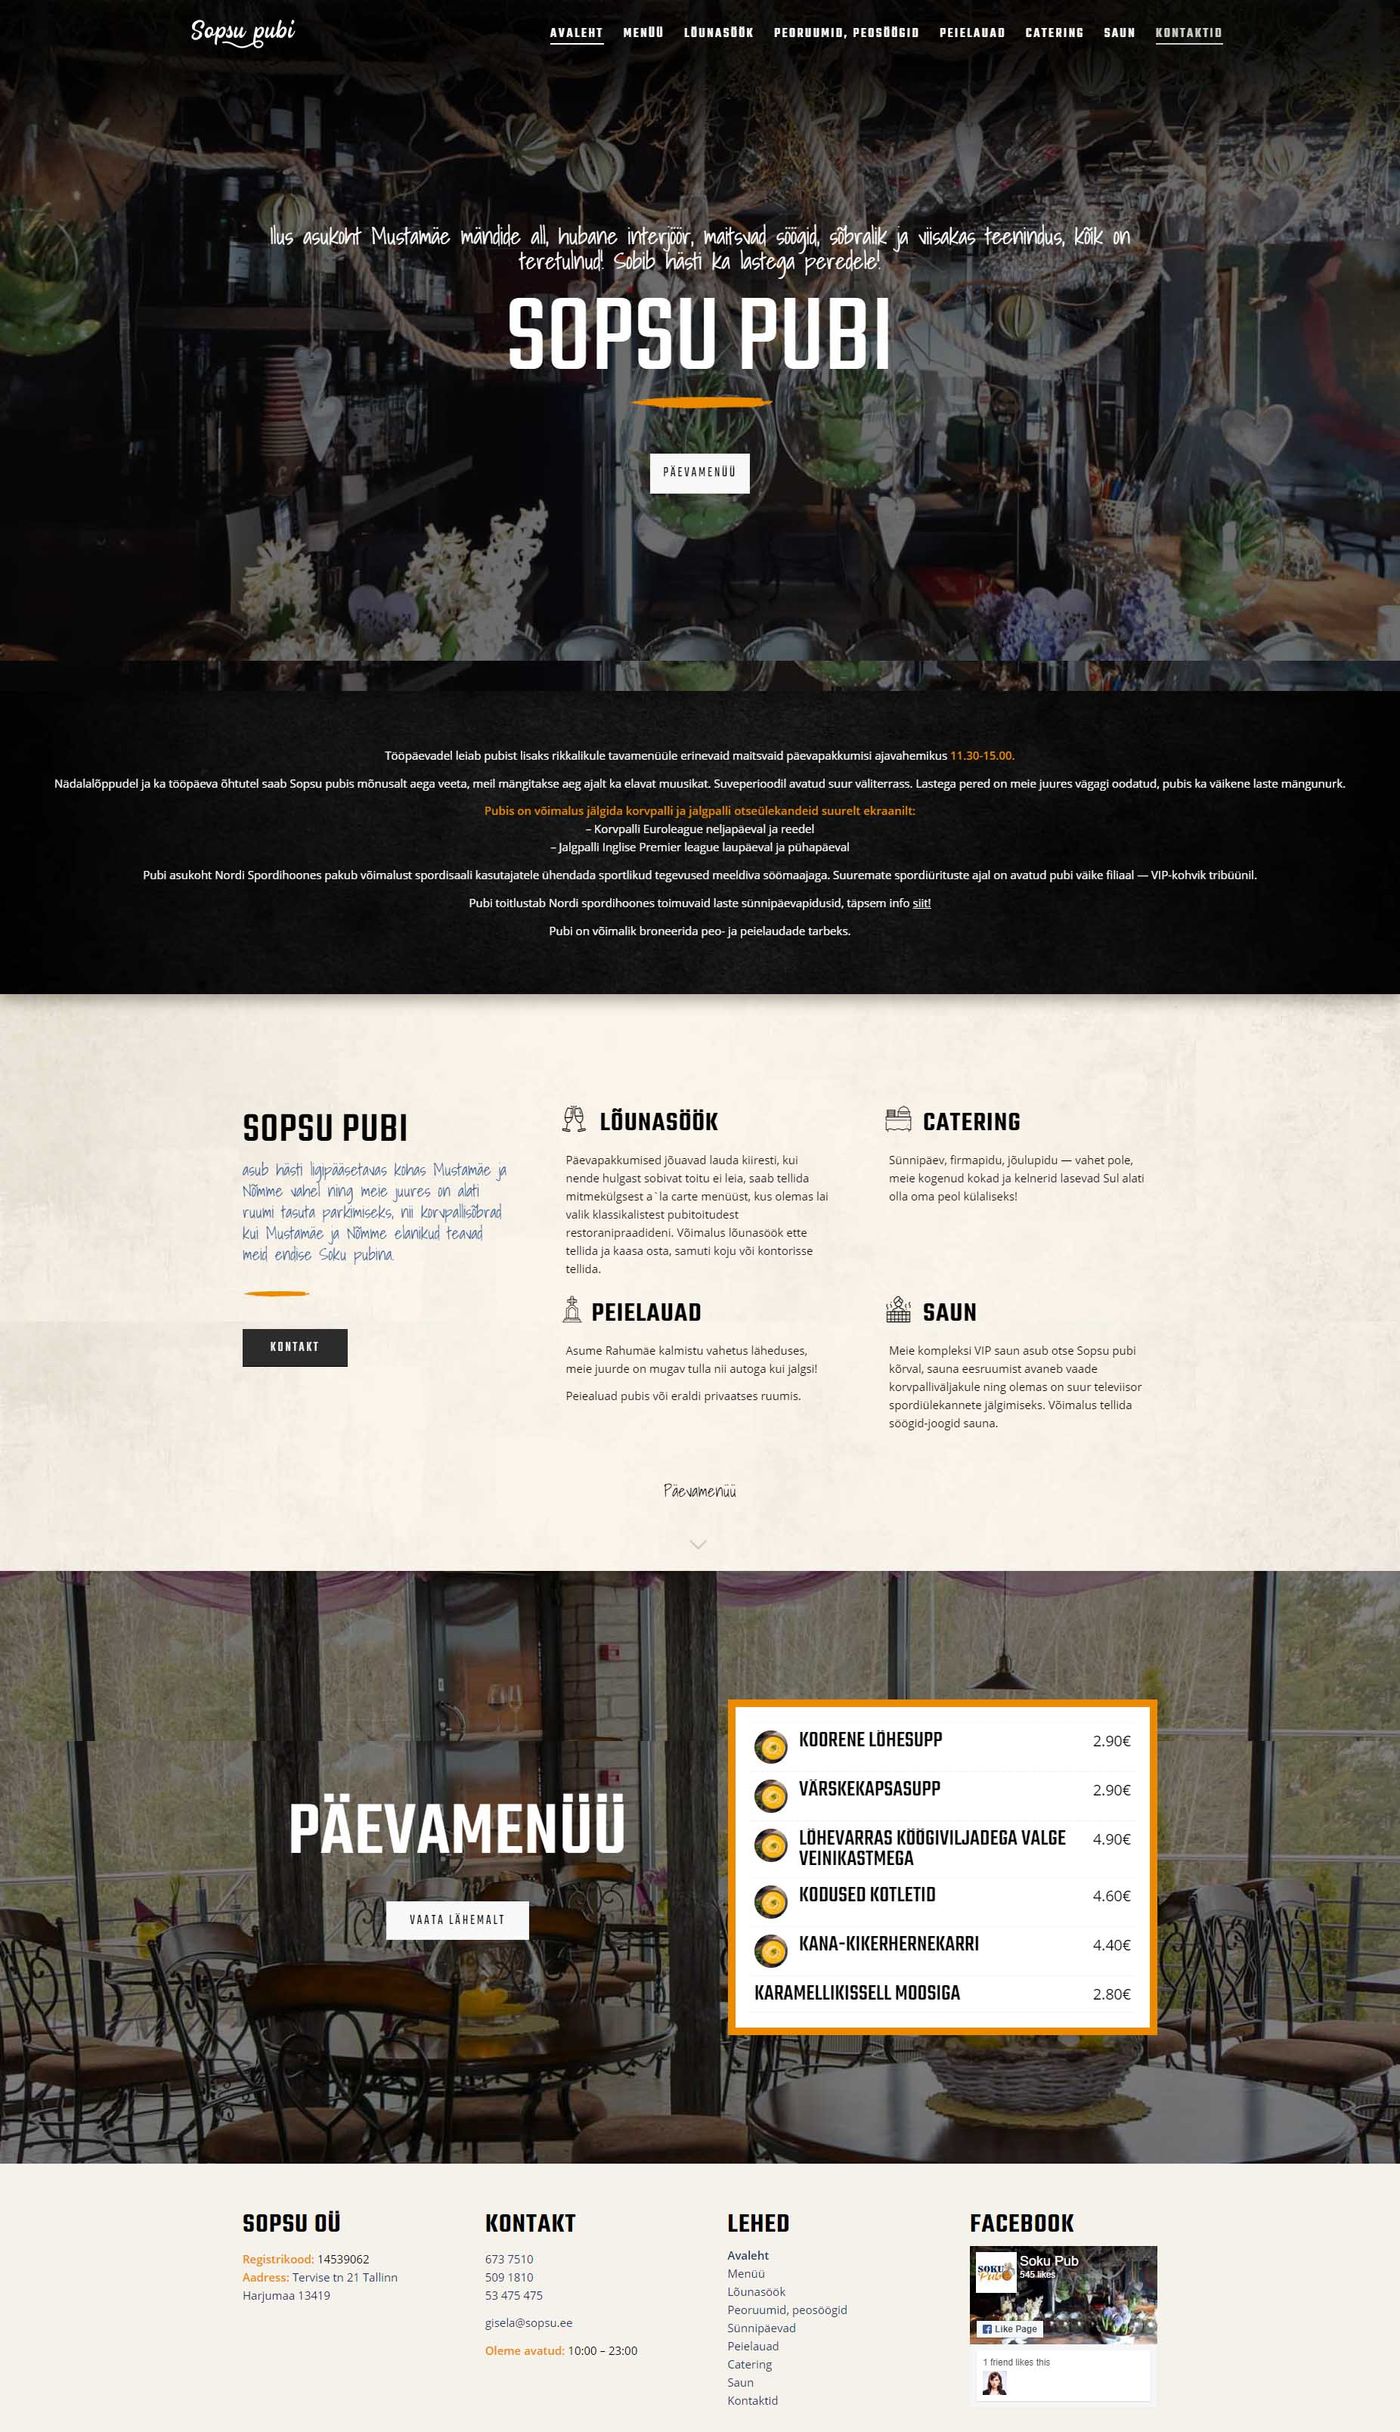 Sopsu pubi
AVALEHT MENÜÜ LÕUNASÖÖK PEORUUMID, PEOSÖÖGID PEIELAUAD CATERING SAUN KONTAKTID
Ilus asukoht Mustamäe mändide all, hubane interjöör, maitsvad söögid, sõbralik ja viisakas teenindus, kõik on
teretulnud! Sobib hästi ka lastega peredele!
SOPSU PUBI
PÄEVAMENÜÜ
Tööpäevadel leiab pubist lisaks rikkalikule tavamenüüle erinevaid maitsvaid päevapakkumisi ajavahemikus 11.30-15.00.
Nädalalõppudel ja ka tööpäeva õhtutel saab Sopsu pubis mõnusalt aega veeta, meil mängitakse aeg ajalt ka elavat muusikat. Suveperioodil avatud suur väliterrass. Lastega pered on meie juures vägagi oodatud, pubis ka väikene laste mängunurk.
Pubis on võimalus jälgida korvpalli ja jalgpalli otseülekandeid suurelt ekraanilt:
– Korvpalli Euroleague neljapäeval ja reedel
– Jalgpalli Inglise Premier league laupäeval ja pühapäeval
Pubi asukoht Nordi Spordihoones pakub võimalust spordisaali kasutajatele ühendada sportlikud tegevused meeldiva söömaajaga. Suuremate spordiürituste ajal on avatud pubi väike filiaal — VIP-kohvik tribüünil.
Pubi toitlustab Nordi spordihoones toimuvaid laste sünnipäevapidusid, täpsem info siit!
Pubi on võimalik broneerida peo- ja peielaudade tarbeks.
SOPSU PUBI
asub hästi ligipääsetavas kohas Mustamäe ja
Nõmme vahel ning meie juures on alati
ruumi tasuta parkimiseks, nii korvpallisõbrad
kui Mustamäe ja Nõmme elanikud teavad
meid endise Soku pubina.
KONTAKT
LÕUNASÖÖK
Päevapakkumised jõuavad lauda kiiresti, kui
nende hulgast sobivat toitu ei leia, saab tellida
mitmekülgsest a`la carte menüüst, kus olemas lai
valik klassikalistest pubitoitudest
restoranipraadideni. Võimalus lõunasöök ette
tellida ja kaasa osta, samuti koju või kontorisse
tellida.
CATERING
Sünnipäev, firmapidu, jõulupidu — vahet pole,
meie kogenud kokad ja kelnerid lasevad Sul alati
olla oma peol külaliseks!
PEIELAUAD
Asume Rahumäe kalmistu vahetus läheduses,
meie juurde on mugav tulla nii autoga kui jalgsi!
Peiealuad pubis või eraldi privaatses ruumis.
SAUN
Meie kompleksi VIP saun asub otse Sopsu pubi
kõrval, sauna eesruumist avaneb vaade
korvpalliväljakule ning olemas on suur televiisor
spordiülekannete jälgimiseks. Võimalus tellida
söögid-joogid sauna.
Päevamenüü
PÄEVAMENÜÜ
VAATA LÄHEMALT
KOORENE LÕHESUPP 2.90€
VÄRSKEKAPSASUPP 2.90€
LÕHEVARRAS KÖÖGIVILJADEGA VALGE 4.90€
VEINIKASTMEGA
KODUSED KOTLETID 4.60€
KANA-KIKERHERNEKARRI 4.40€
KARAMELLIKISSELL MOOSIGA 2.80€
SOPSU OÜ
Registrikood: 14539062
Aadress: Tervise tn 21 Tallinn
Harjumaa 13419
KONTAKT
673 7510
509 1810
53 475 475
gisela@sopsu.ee
Oleme avatud: 10:00 – 23:00
LEHED
Avaleht
Menüü
Lõunasöök
Peoruumid, peosöögid
Sünnipäevad
Peielauad
Catering
Saun
Kontaktid
FACEBOOK
SOKU
Pub
Soku Pub
545 likes
Like Page
1 friend likes this